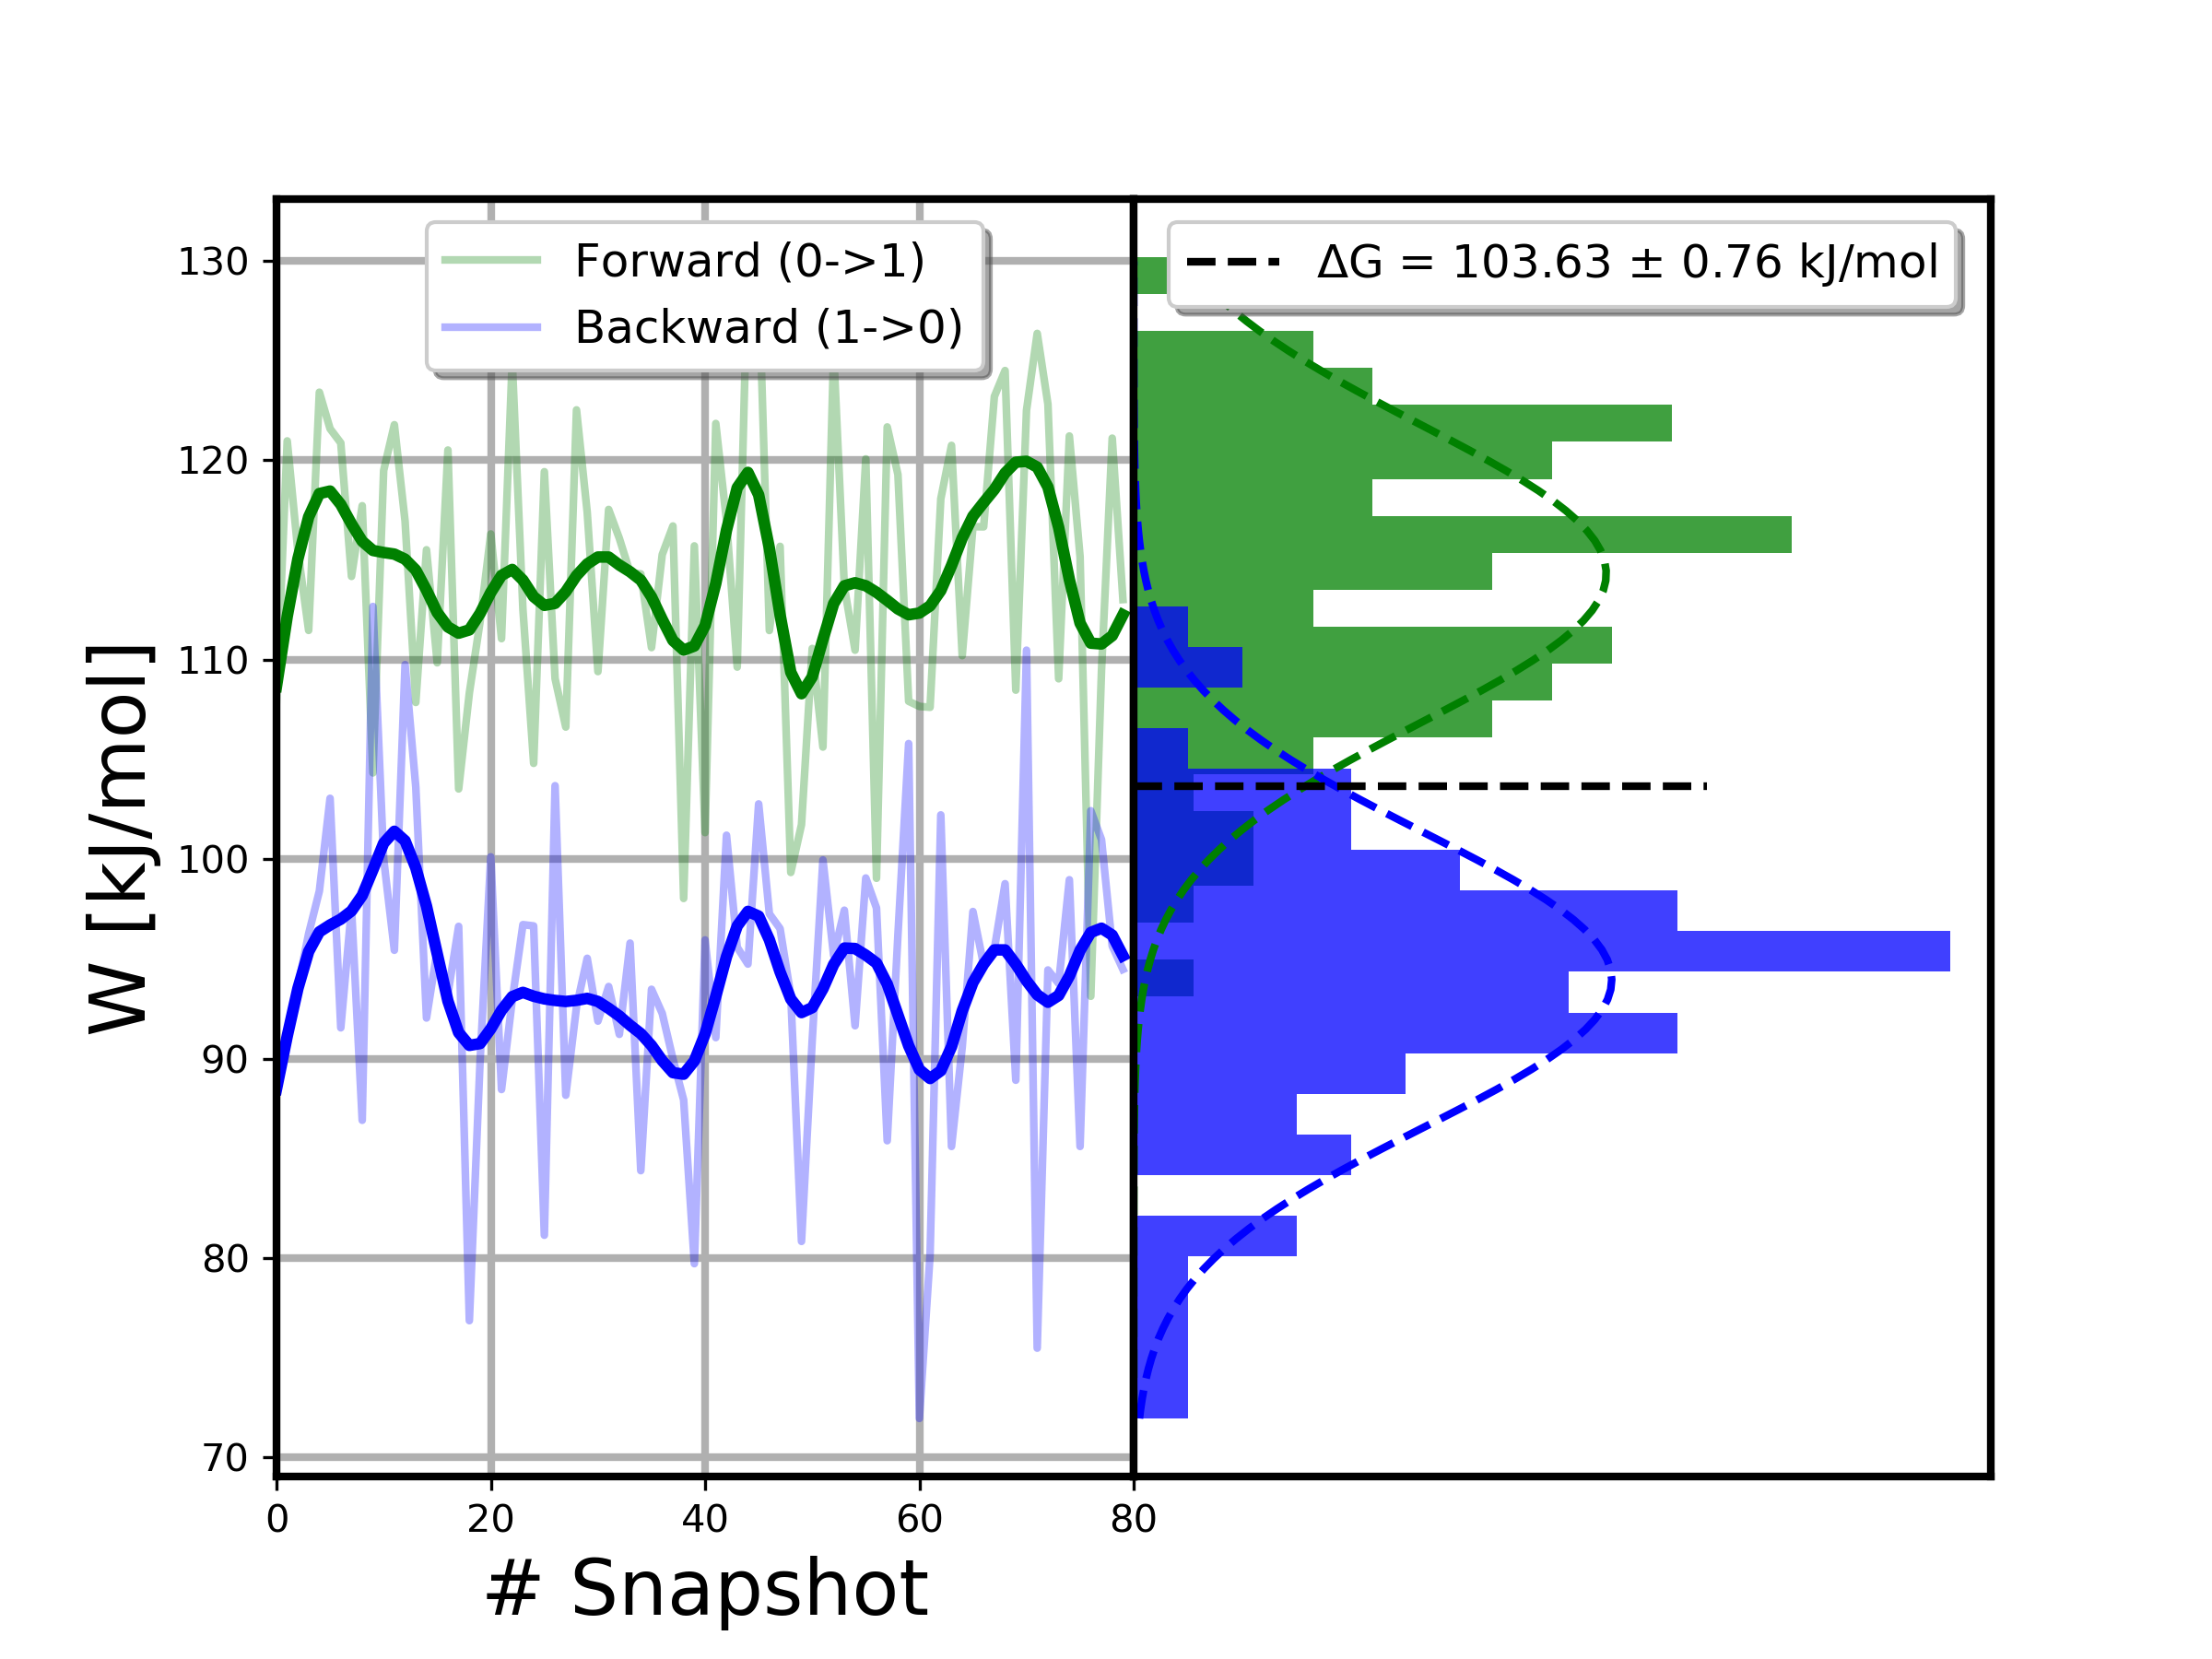 Forward (0->1)
Backward (1->0)
ΔG = 103.63 ± 0.76 kJ/mol
130
120
110
100
90
80
70
W [kJ/mol]
0 20 40 60 80
# Snapshot